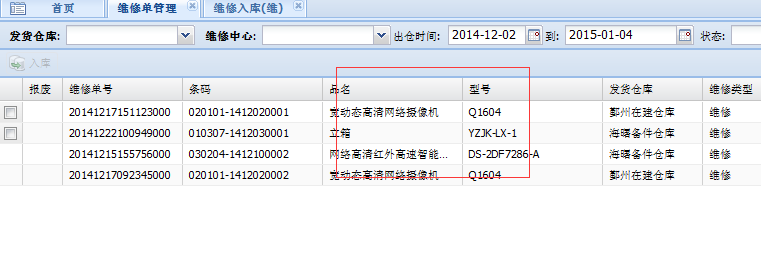 首页 维修单管理 维修入库(维)
发货仓库: 维修中心: 出仓时间: 2014-12-02 到: 2015-01-04 状态:
入库
报废 维修单号 条码 品名 型号 发货仓库 维修类型
20141217151123000 020101-1412020001 宽动态高清网络摄像机 Q1604 鄞州在建仓库 维修
20141222100949000 010307-1412030001 立箱 YZJK-LX-1 海曙备件仓库 维修
20141215155756000 030204-1412100002 网络高清红外高速智能... DS-2DF7286-A 海曙备件仓库 维修
20141217092345000 020101-1412020002 宽动态高清网络摄像机 Q1604 鄞州在建仓库 维修